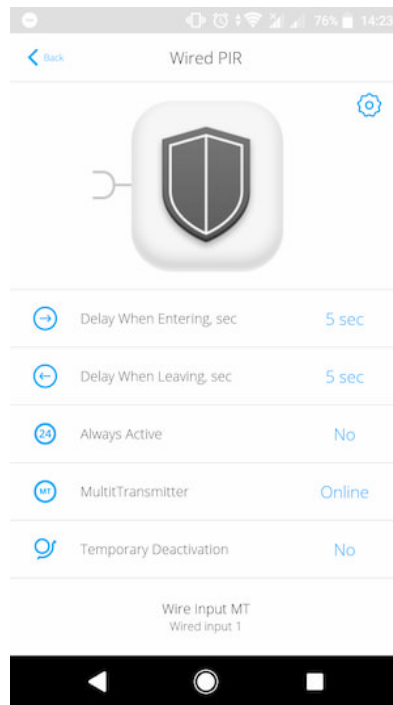 76% 14:23
Back Wired PIR
Delay When Entering, sec 5 sec
Delay When Leaving, sec 5 sec
24 Always Active No
MT MultitTransmitter Online
Temporary Deactivation No
Wire Input MT
Wired input 1